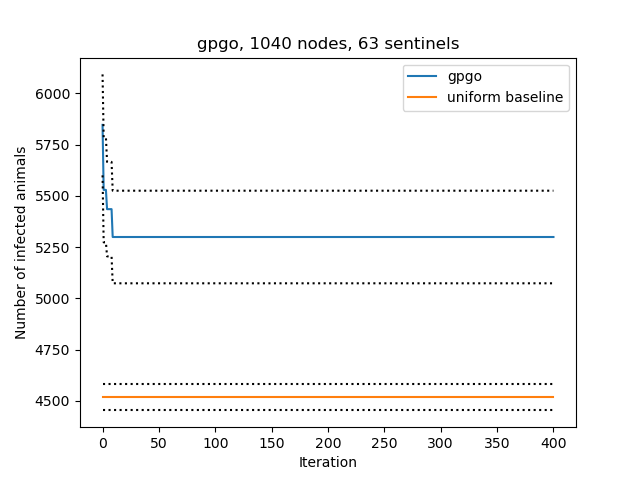 gpgo, 1040 nodes, 63 sentinels
gpgo
uniform baseline
6000
5750
5500
5250
5000
4750
4500
Number of infected animals
0 50 100 150 200 250 300 350 400
Iteration